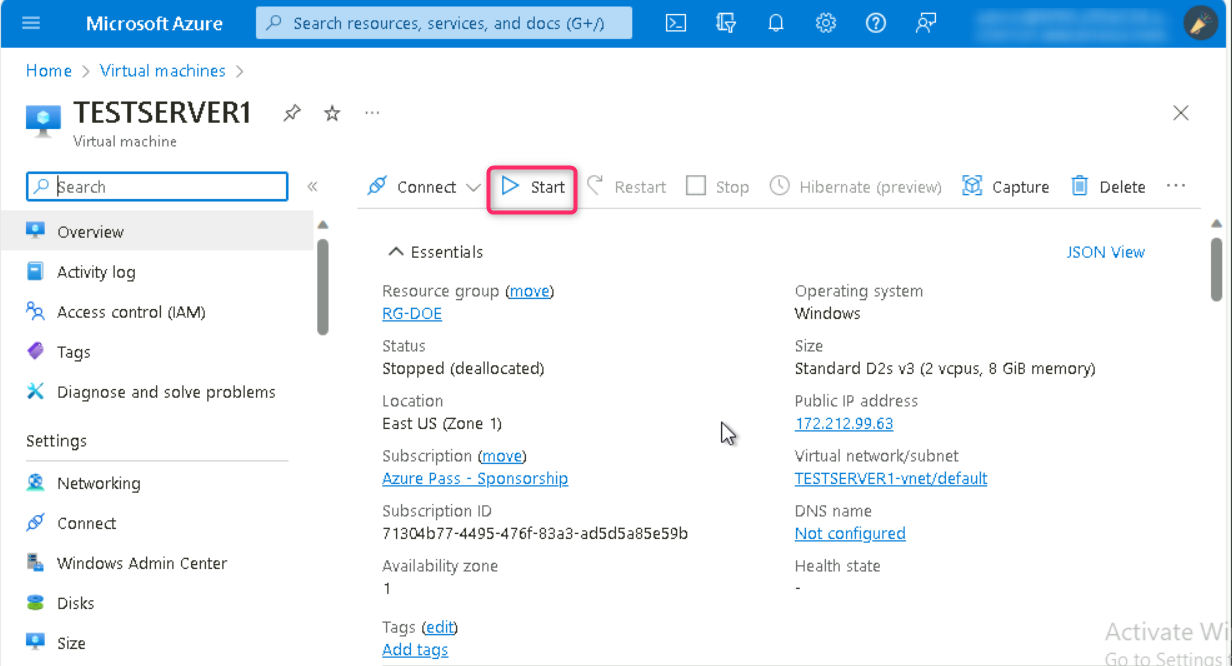 Microsoft Azure
Search resources, services, and docs (G+/)
Home > Virtual machines >
TESTSERVER1
Virtual machine
Search
Connect Start Restart Stop Hibernate (preview) Capture Delete ...
Overview
Activity log
Access control (IAM)
Tags
Diagnose and solve problems
Settings
Networking
Connect
Windows Admin Center
Disks
Size
Essentials
JSON View
Resource group (move)
RG-DOE
Status
Stopped (deallocated)
Location
East US (Zone 1)
Subscription (move)
Azure Pass - Sponsorship
Subscription ID
71304b77-4495-476f-83a3-ad5d5a85e59b
Availability zone
1
Tags (edit)
Add tags
Operating system
Windows
Size
Standard D2s v3 (2 vcpus, 8 GiB memory)
Public IP address
172.212.99.63
Virtual network/subnet
TESTSERVER1-vnet/default
DNS name
Not configured
Health state
-
Activate Wi
Go to Settings